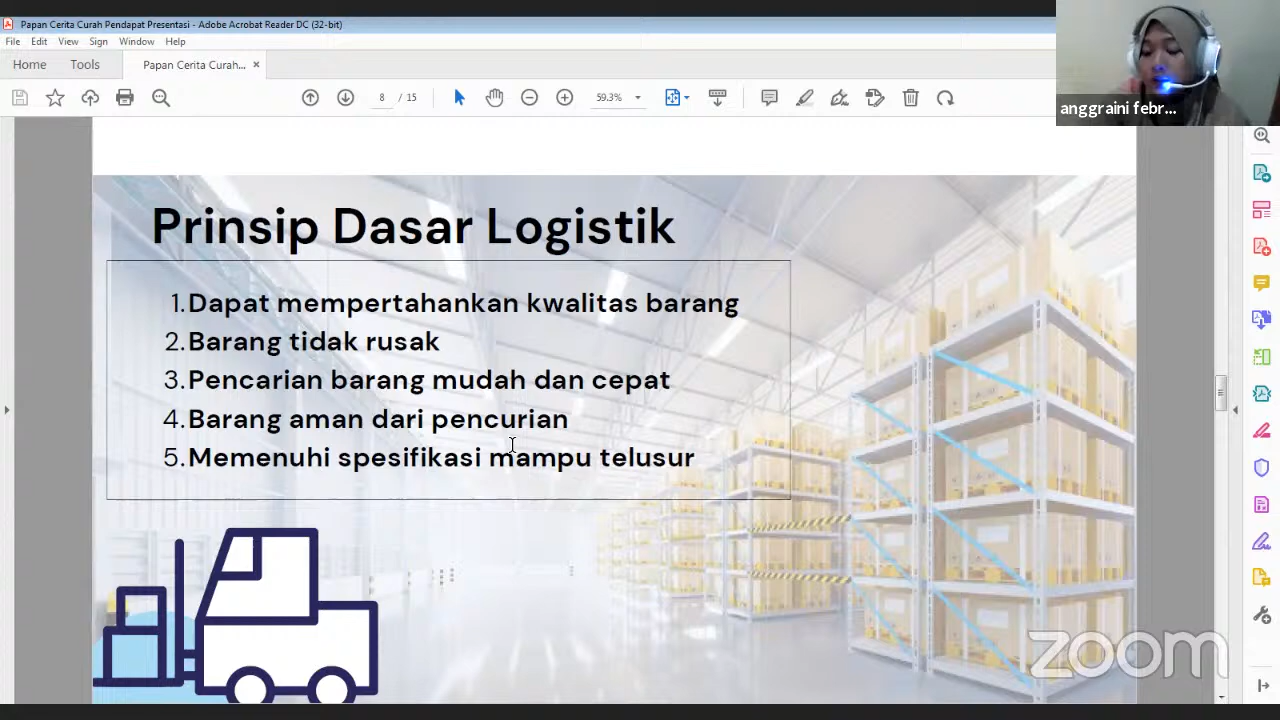 Papan Cerita Curah Pendapat Presentasi - Adobe Acrobat Reader DC (32-bit)
File Edit View Sign Window Help
Home Tools Papan Cerita Curah... ×
8 / 15 59.3%
anggraini febr...
Prinsip Dasar Logistik
1. Dapat mempertahankan kwalitas barang
2. Barang tidak rusak
3. Pencarian barang mudah dan cepat
4. Barang aman dari pencurian
5. Memenuhi spesifikasi mampu telusur
zoom